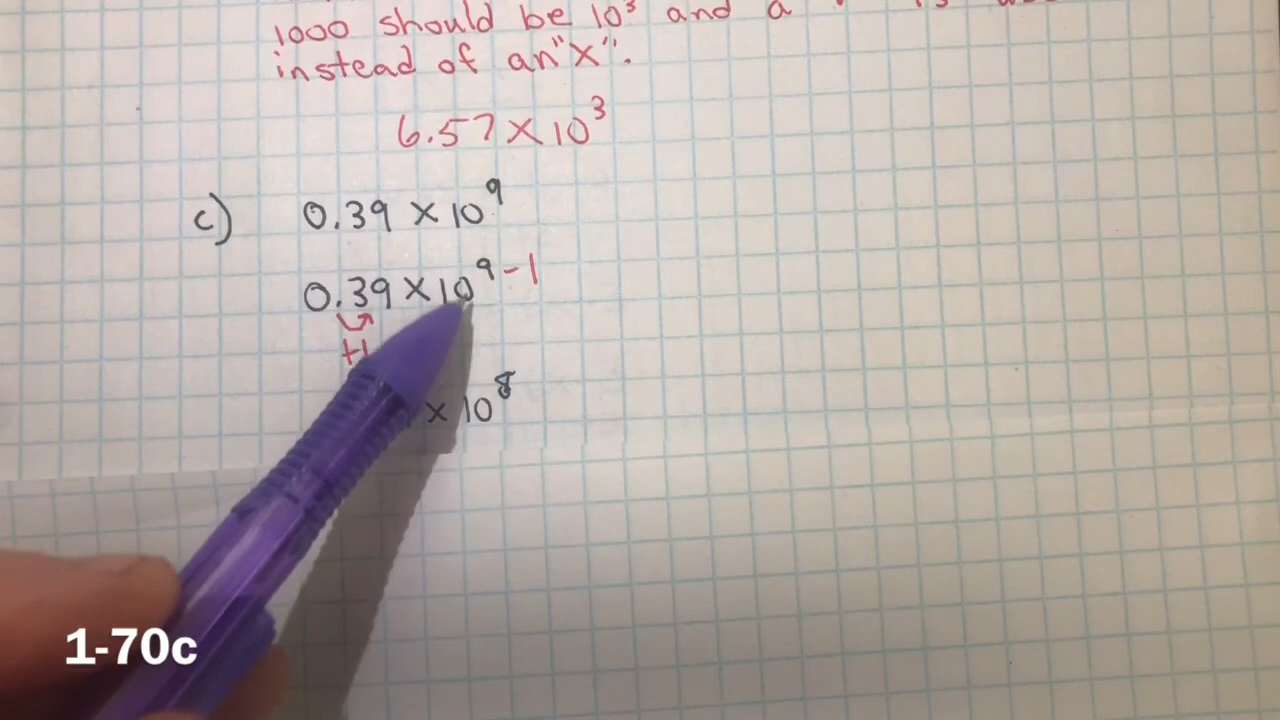 1000 should be 10³ and a
instead of an "X".
6.57 × 10³
c) 0.39 × 10⁹
0.39 × 10⁹⁻¹
+1
× 10⁸
1-70c